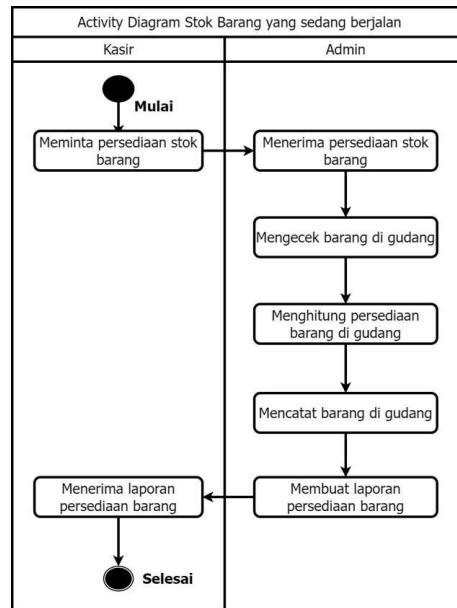 Activity Diagram Stok Barang yang sedang berjalan
Kasir
Admin
Mulai
Meminta persediaan stok
barang
Menerima persediaan stok
barang
Mengecek barang di gudang
Menghitung persediaan
barang di gudang
Mencatat barang di gudang
Membuat laporan
persediaan barang
Menerima laporan
persediaan barang
Selesai